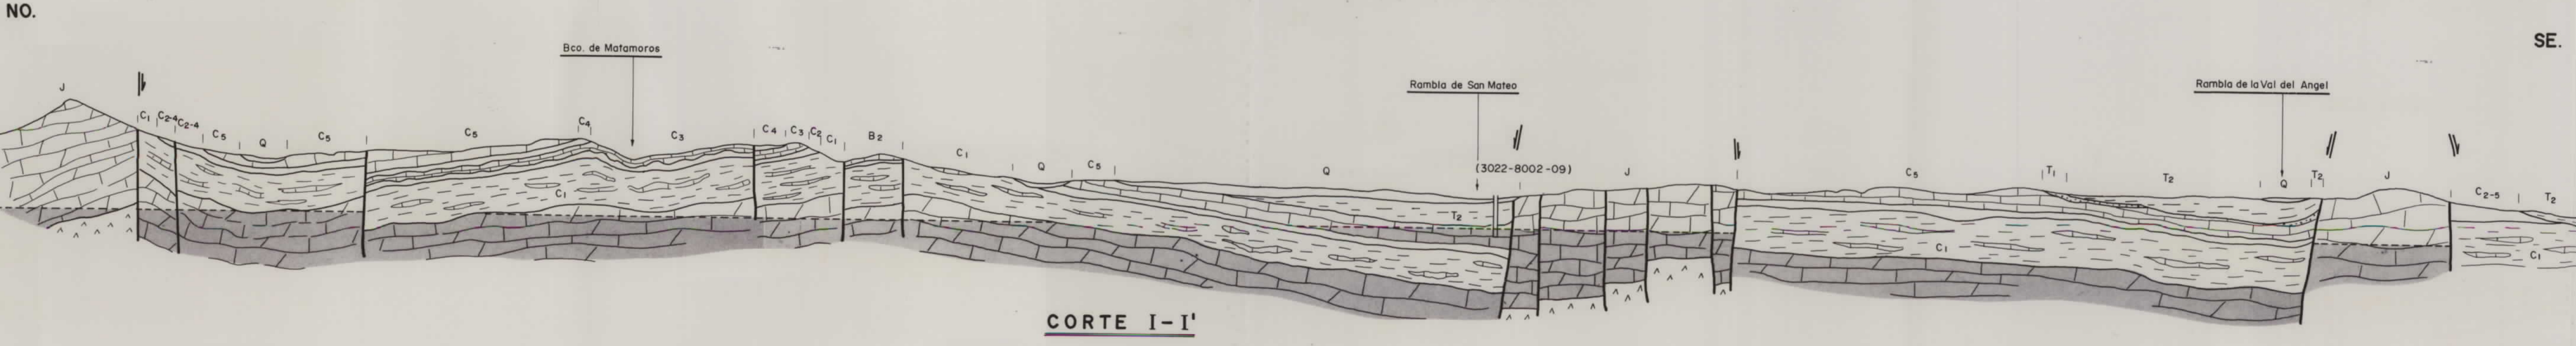 NO.
SE.
Bco. de Matamoros
Rambla de San Mateo
Rambla de la Val del Angel
(3022-8002-09)
J
C1
C2-4
C2-4
C5
Q
C5
C5
C4
C3
C4
C3
C2
C1
B2
C1
Q
C5
Q
J
C5
T1
T2
Q
T2
J
C2-5
T2
C1
T2
C1
C1
CORTE I-I'